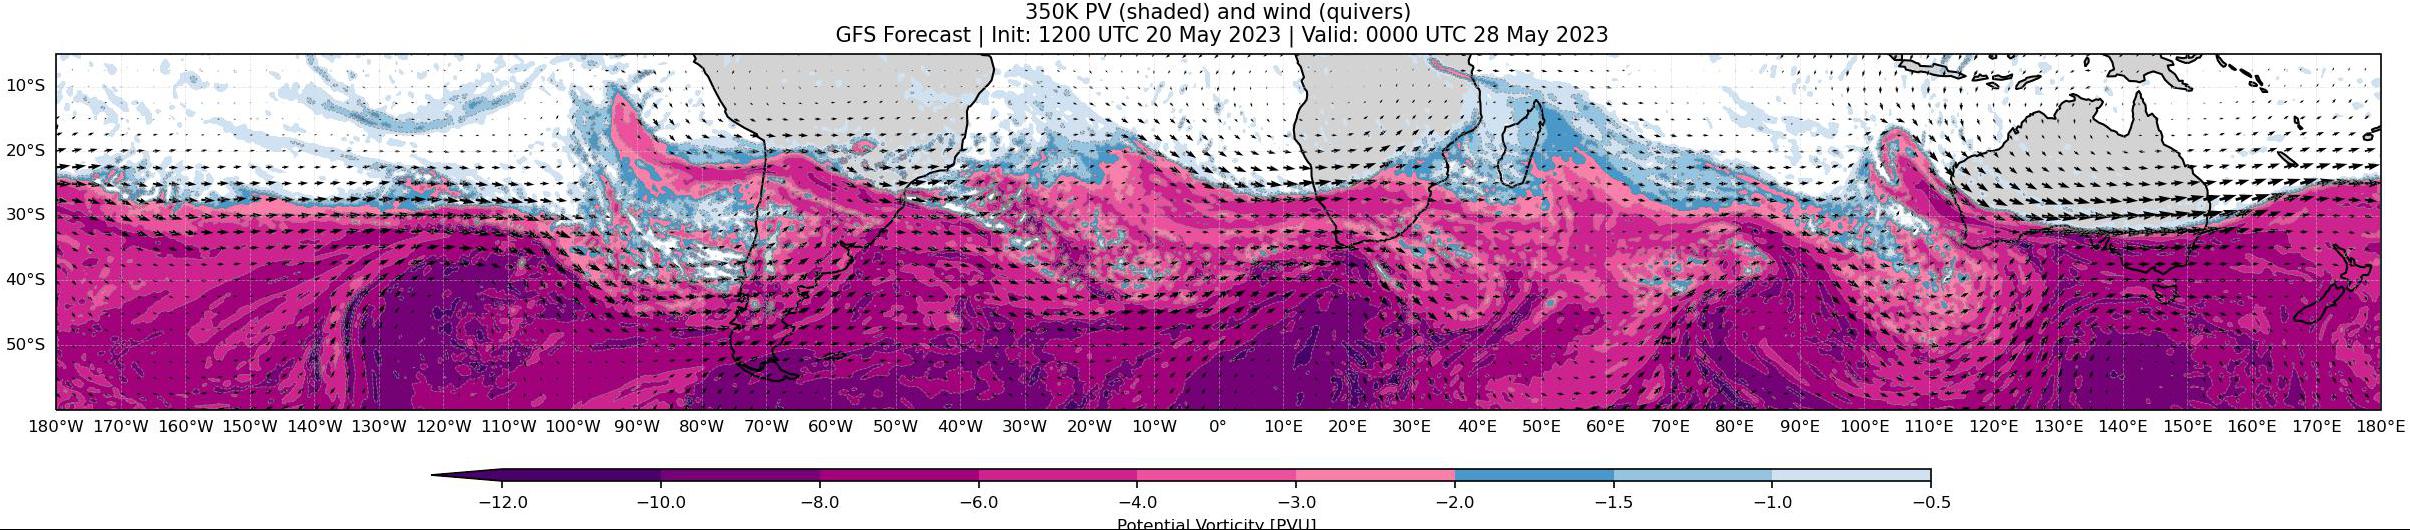 350K PV (shaded) and wind (quivers)
GFS Forecast | Init: 1200 UTC 20 May 2023 | Valid: 0000 UTC 28 May 2023
10°S
20°S
30°S
40°S
50°S
180°W 170°W 160°W 150°W 140°W 130°W 120°W 110°W 100°W 90°W 80°W 70°W 60°W 50°W 40°W 30°W 20°W 10°W 0° 10°E 20°E 30°E 40°E 50°E 60°E 70°E 80°E 90°E 100°E 110°E 120°E 130°E 140°E 150°E 160°E 170°E 180°E
−12.0 −10.0 −8.0 −6.0 −4.0 −3.0 −2.0 −1.5 −1.0 −0.5
Potential Vorticity [PVU]